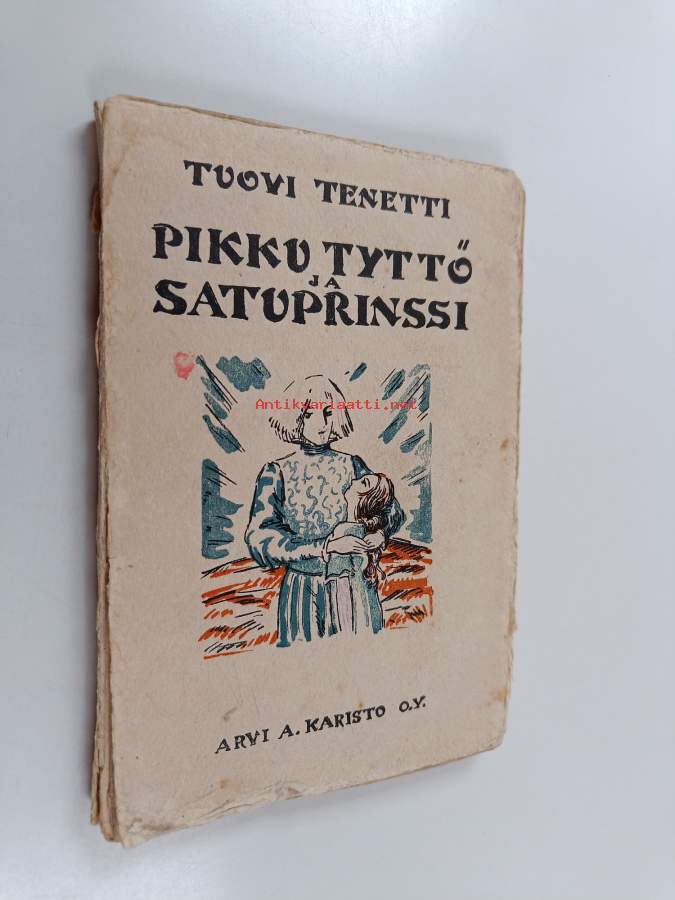 TUOVI TENETTI
PIKKU TYTTÖ
JA
SATUPRINSSI
Antikvariaatti.net
ARVI A. KARISTO O.Y.